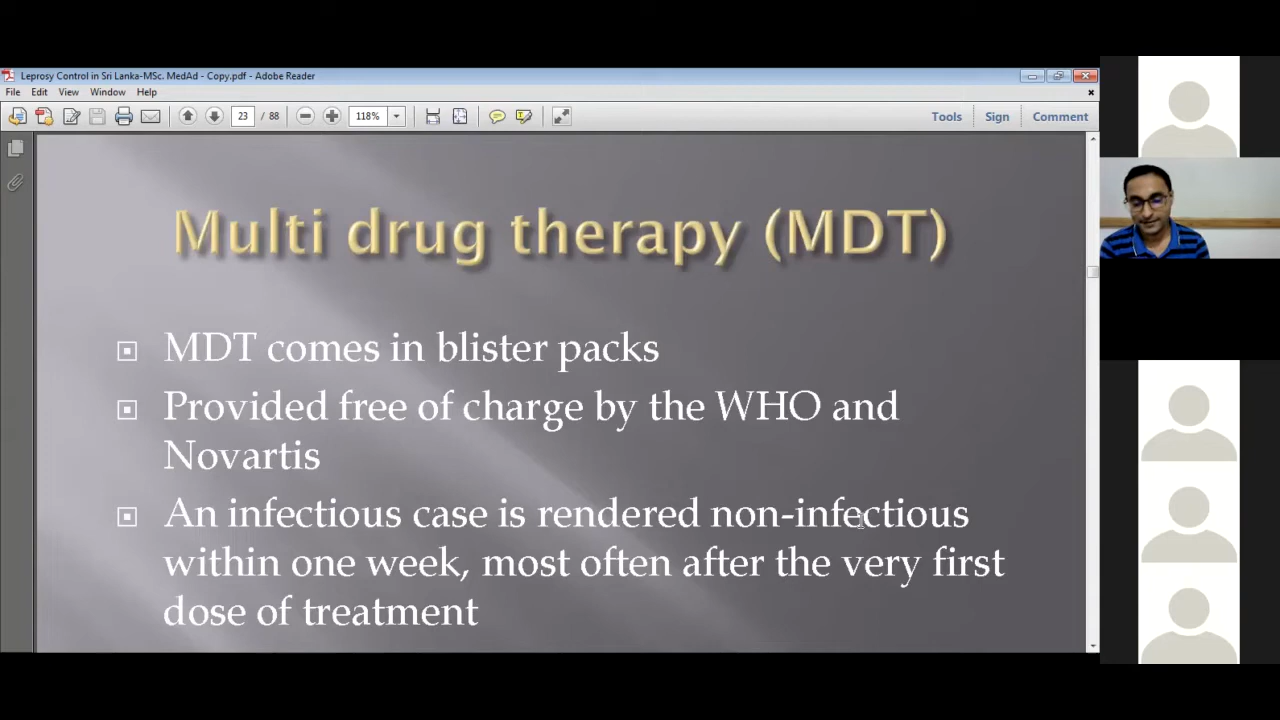 Leprosy Control in Sri Lanka-MSc. MedAd - Copy.pdf - Adobe Reader
File Edit View Window Help
23 / 88 118% Tools Sign Comment
Multi drug therapy (MDT)
MDT comes in blister packs
Provided free of charge by the WHO and
Novartis
An infectious case is rendered non-infectious
within one week, most often after the very first
dose of treatment